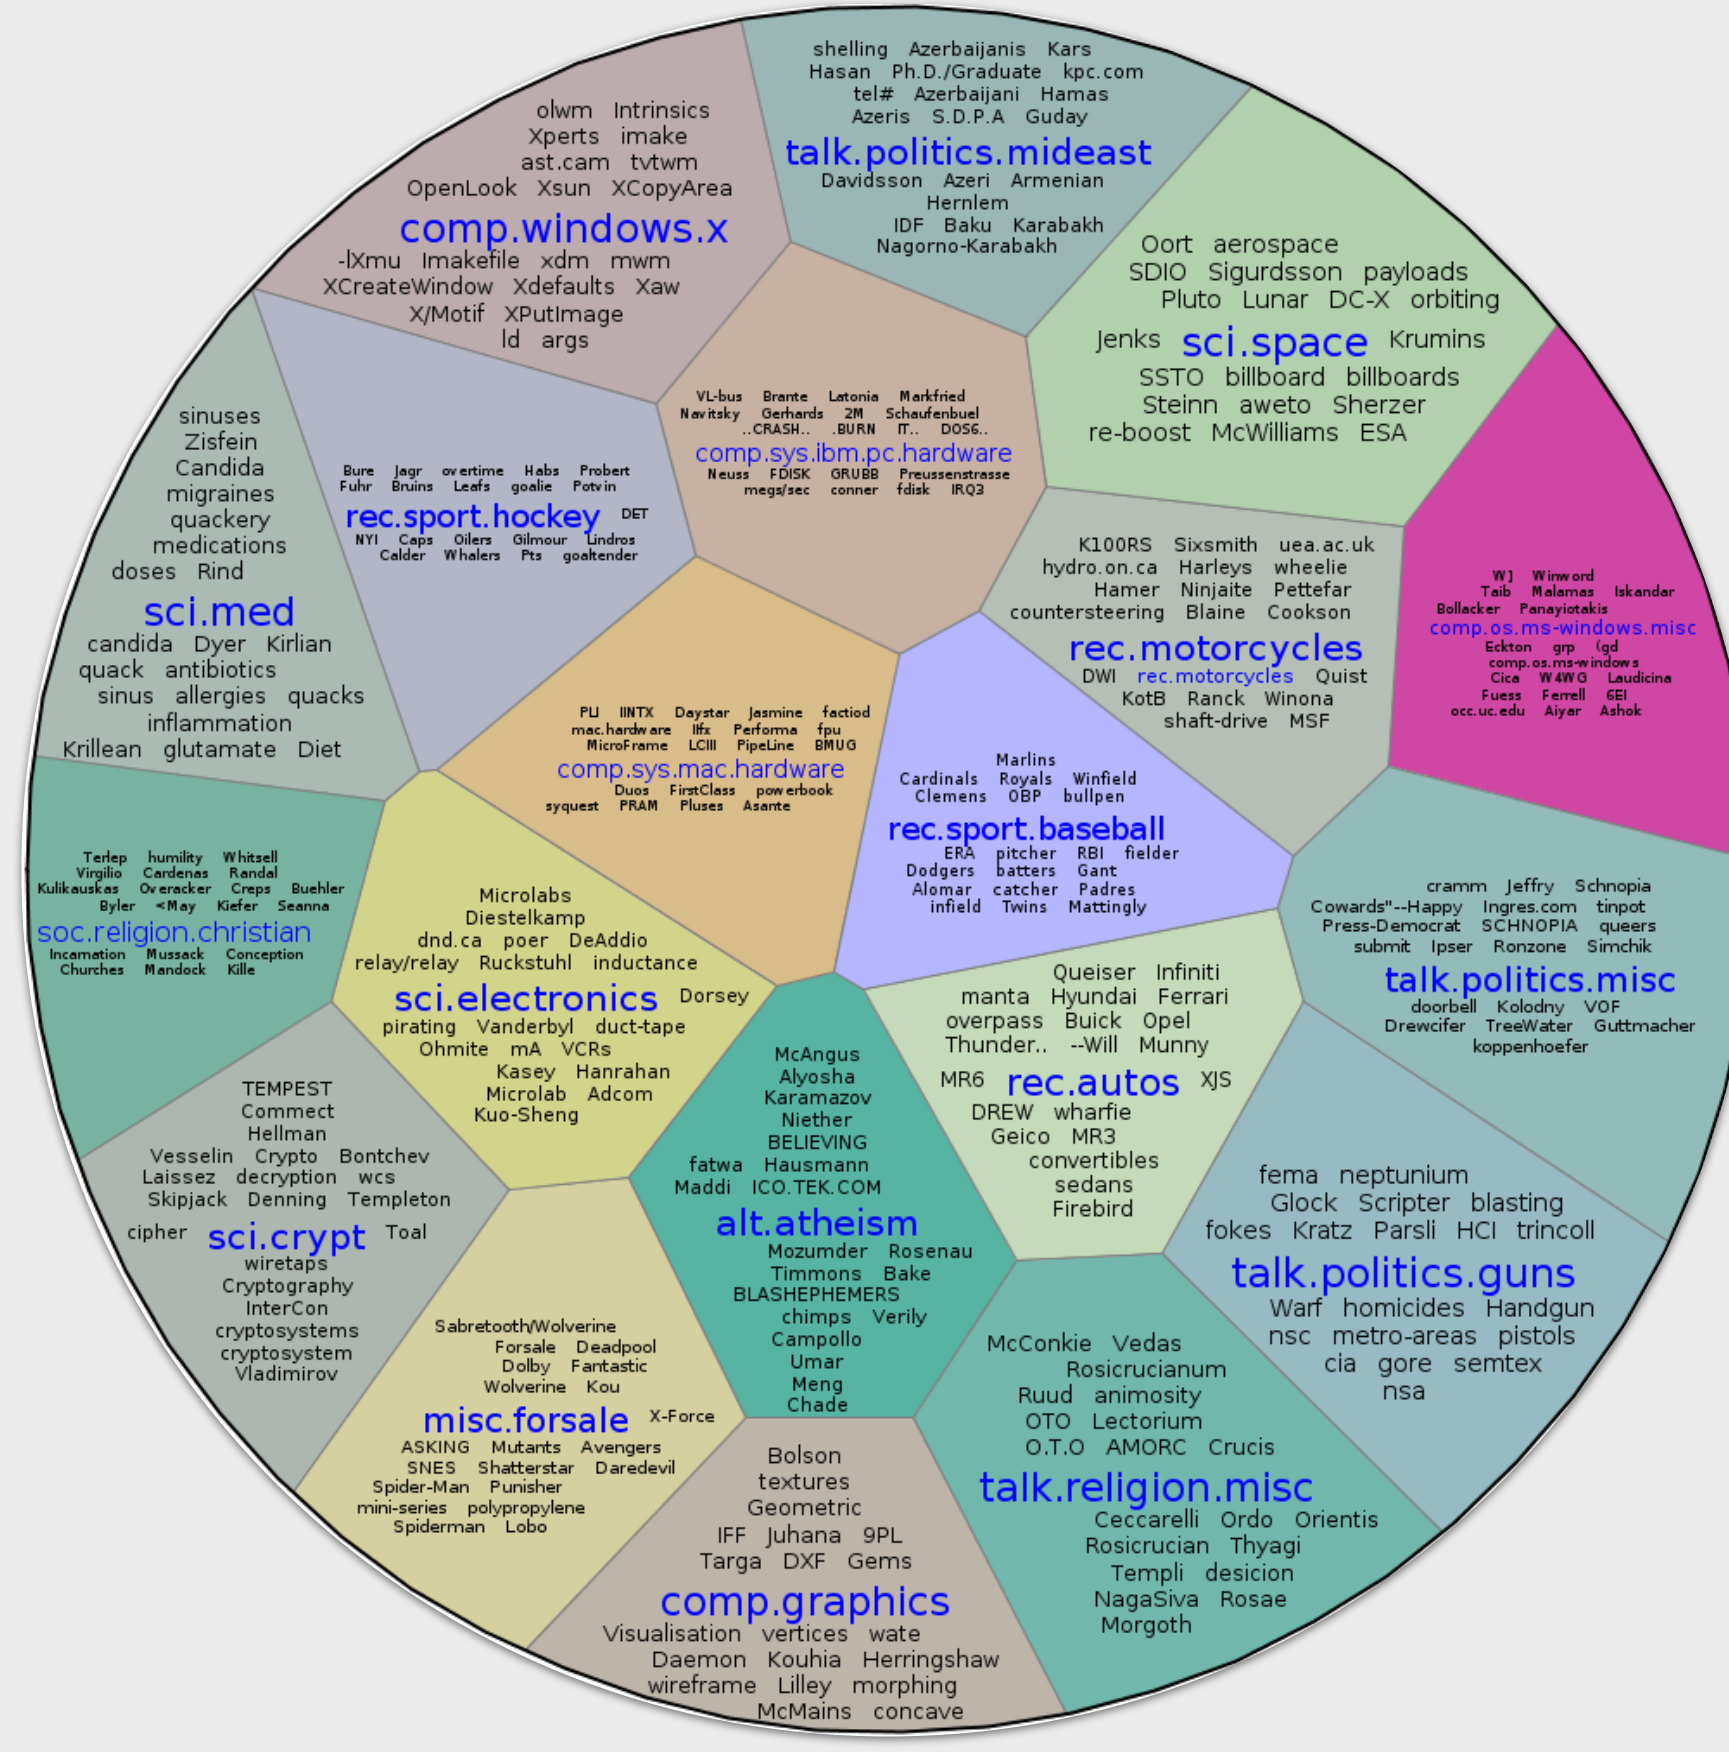 shelling Azerbaijanis Kars
Hasan Ph.D./Graduate kpc.com
tel# Azerbaijani Hamas
Azeris S.D.P.A Guday
talk.politics.mideast
Davidsson Azeri Armenian
Hernlem
IDF Baku Karabakh
Nagorno-Karabakh
olwm Intrinsics
Xperts imake
ast.cam tvtwm
OpenLook Xsun XCopyArea
comp.windows.x
-lXmu Imakefile xdm mwm
XCreateWindow Xdefaults Xaw
X/Motif XPutImage
ld args
Oort aerospace
SDIO Sigurdsson payloads
Pluto Lunar DC-X orbiting
Jenks sci.space Krumins
SSTO billboard billboards
Steinn aweto Sherzer
re-boost McWilliams ESA
VL-bus Brante Latonia Markfried
Navitsky Gerhards 2M Schaufenbuel
..CRASH.. .BURN IT.. DOS6..
comp.sys.ibm.pc.hardware
Neuss FDISK GRUBB Preussenstrasse
megs/sec conner fdisk IRQ3
sinuses
Zisfein
Candida
migraines
quackery
medications
doses Rind
sci.med
candida Dyer Kirlian
quack antibiotics
sinus allergies quacks
inflammation
Krillean glutamate Diet
Bure Jagr overtime Habs Probert
Fuhr Bruins Leafs goalie Potvin
rec.sport.hockey DET
NYI Caps Oilers Gilmour Lindros
Calder Whalers Pts goaltender
K100RS Sixsmith uea.ac.uk
hydro.on.ca Harleys wheelie
Hamer Ninjaite Pettefar
countersteering Blaine Cookson
rec.motorcycles
DWI rec.motorcycles Quist
KotB Ranck Winona
shaft-drive MSF
W] Winword
Taib Malamas Iskandar
Bollacker Panayiotakis
comp.os.ms-windows.misc
Eckton grp (gd
comp.os.ms-windows
Cica W4WG Laudicina
Fuess Ferrell 6EI
occ.uc.edu Aiyar Ashok
PLI IINTX Daystar Jasmine factiod
mac.hardware IIfx Performa fpu
MicroFrame LCIII PipeLine BMUG
comp.sys.mac.hardware
Duos FirstClass powerbook
syquest PRAM Pluses Asante
Marlins
Cardinals Royals Winfield
Clemens OBP bullpen
rec.sport.baseball
ERA pitcher RBI fielder
Dodgers batters Gant
Alomar catcher Padres
infield Twins Mattingly
Terlep humility Whitsell
Virgilio Cardenas Randal
Kulikauskas Overacker Creps Buehler
Byler <May Kiefer Seanna
soc.religion.christian
Incarnation Mussack Conception
Churches Mandock Kille
Microlabs
Diestelkamp
dnd.ca poer DeAddio
relay/relay Ruckstuhl inductance
sci.electronics Dorsey
pirating Vanderbyl duct-tape
Ohmite mA VCRs
Kasey Hanrahan
Microlab Adcom
Kuo-Sheng
cramm Jeffry Schnopia
Cowards"--Happy Ingres.com tinpot
Press-Democrat SCHNOPIA queers
submit Ipser Ronzone Simchik
talk.politics.misc
doorbell Kolodny VOF
Drewcifer TreeWater Guttmacher
koppenhoefer
Queiser Infiniti
manta Hyundai Ferrari
overpass Buick Opel
Thunder.. --Will Munny
MR6 rec.autos XJS
DREW wharfie
Geico MR3
convertibles
sedans
Firebird
McAngus
Alyosha
Karamazov
Niether
BELIEVING
fatwa Hausmann
Maddi ICO.TEK.COM
alt.atheism
Mozumder Rosenau
Timmons Bake
BLASHEPHEMERS
chimps Verily
Campollo
Umar
Meng
Chade
TEMPEST
Commect
Hellman
Vesselin Crypto Bontchev
Laissez decryption wcs
Skipjack Denning Templeton
cipher sci.crypt Toal
wiretaps
Cryptography
InterCon
cryptosystems
cryptosystem
Vladimirov
fema neptunium
Glock Scripter blasting
fokes Kratz Parsli HCI trincoll
talk.politics.guns
Warf homicides Handgun
nsc metro-areas pistols
cia gore semtex
nsa
Sabretooth/Wolverine
Forsale Deadpool
Dolby Fantastic
Wolverine Kou
misc.forsale X-Force
ASKING Mutants Avengers
SNES Shatterstar Daredevil
Spider-Man Punisher
mini-series polypropylene
Spiderman Lobo
McConkie Vedas
Rosicrucianum
Ruud animosity
OTO Lectorium
O.T.O AMORC Crucis
talk.religion.misc
Ceccarelli Ordo Orientis
Rosicrucian Thyagi
Templi desicion
NagaSiva Rosae
Morgoth
Bolson
textures
Geometric
IFF Juhana 9PL
Targa DXF Gems
comp.graphics
Visualisation vertices wate
Daemon Kouhia Herringshaw
wireframe Lilley morphing
McMains concave